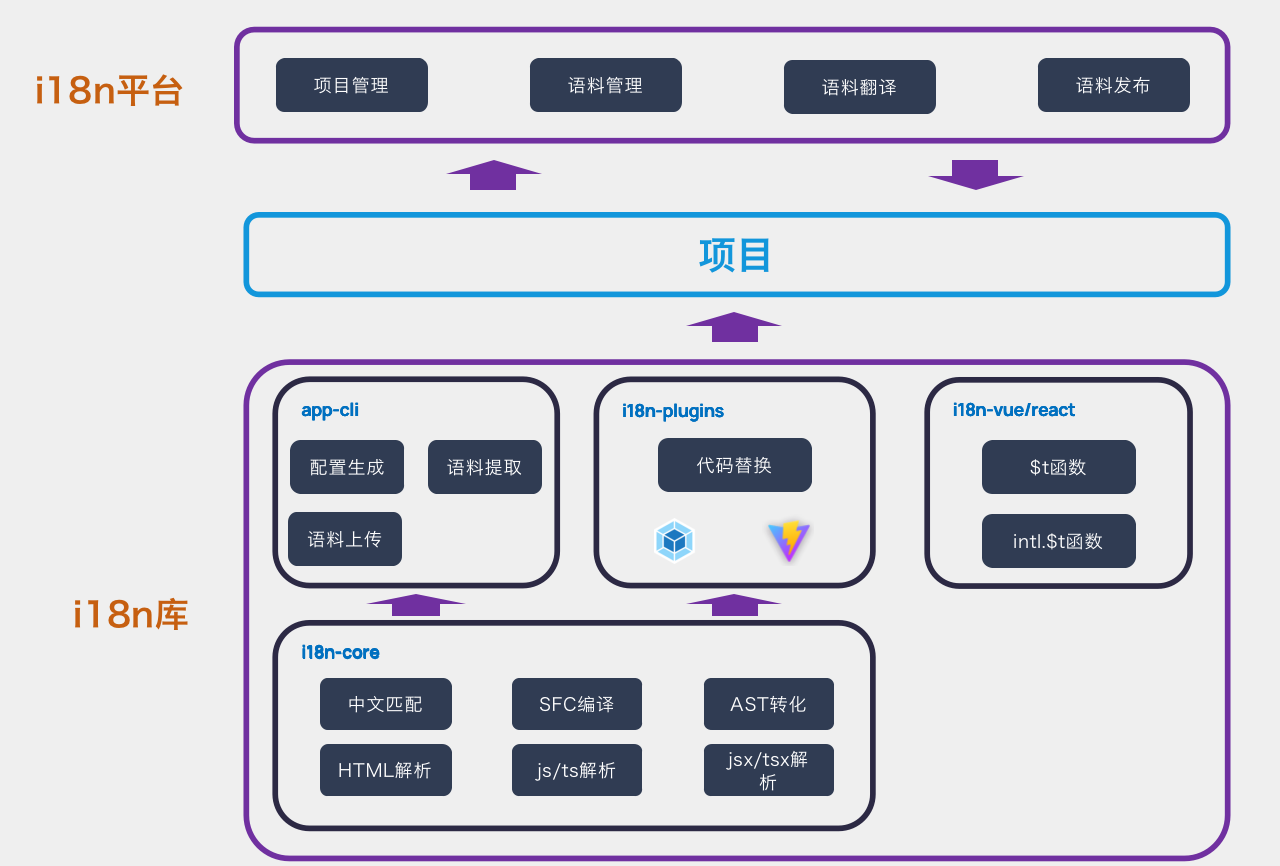 i18n平台
项目管理
语料管理
语料翻译
语料发布
项目
app-cli
配置生成
语料提取
语料上传
i18n-plugins
代码替换
i18n-vue/react
$t函数
intl.$t函数
i18n库
i18n-core
中文匹配
SFC编译
AST转化
HTML解析
js/ts解析
jsx/tsx解
析